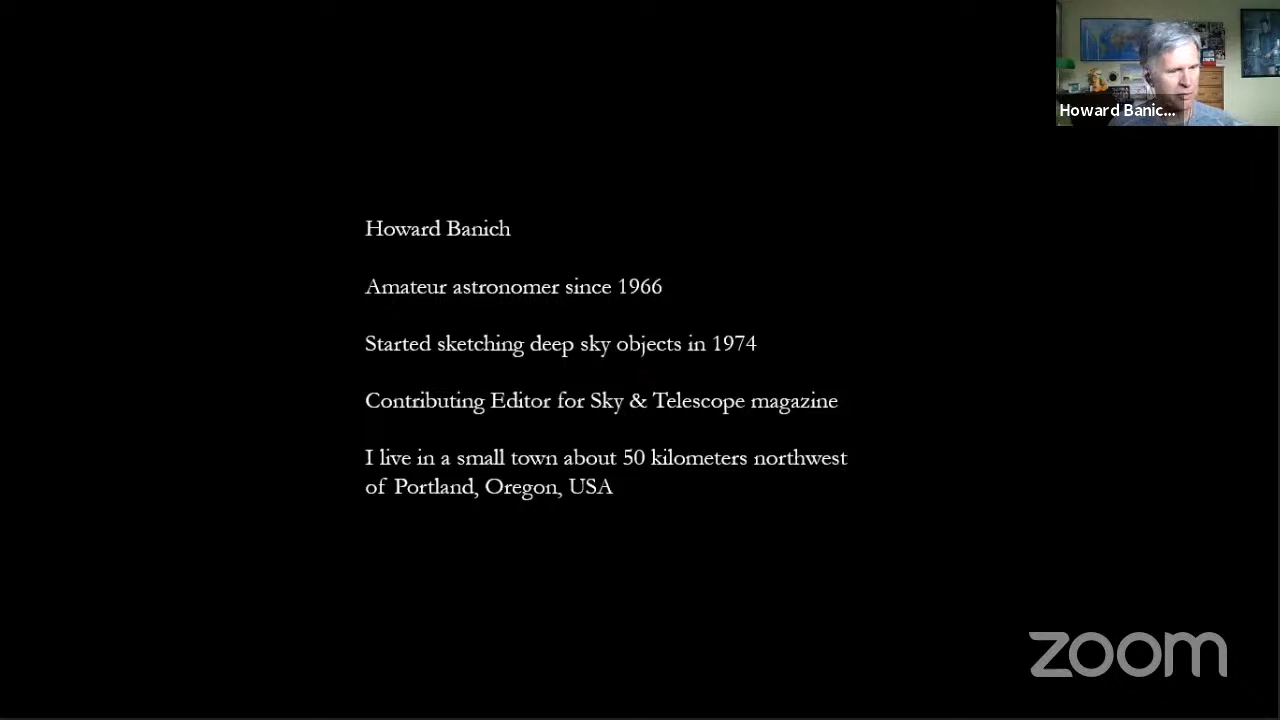 Howard Banic...
Howard Banich
Amateur astronomer since 1966
Started sketching deep sky objects in 1974
Contributing Editor for Sky & Telescope magazine
I live in a small town about 50 kilometers northwest
of Portland, Oregon, USA
zoom